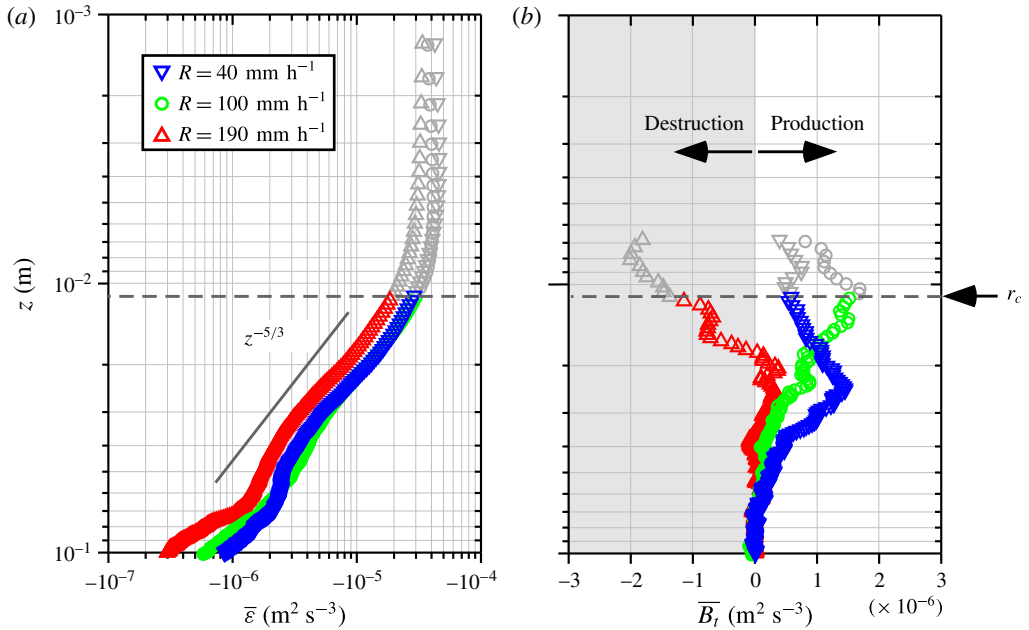 (a)
10⁻³
R = 40 mm h⁻¹
R = 100 mm h⁻¹
R = 190 mm h⁻¹
z (m)
10⁻²
z⁻⁵ᐟ³
10⁻¹
–10⁻⁷
–10⁻⁶
–10⁻⁵
–10⁻⁴
ε̅ (m² s⁻³)
(b)
Destruction
Production
r_c
–3
–2
–1
0
1
2
3
B̅_t (m² s⁻³)
(× 10⁻⁶)